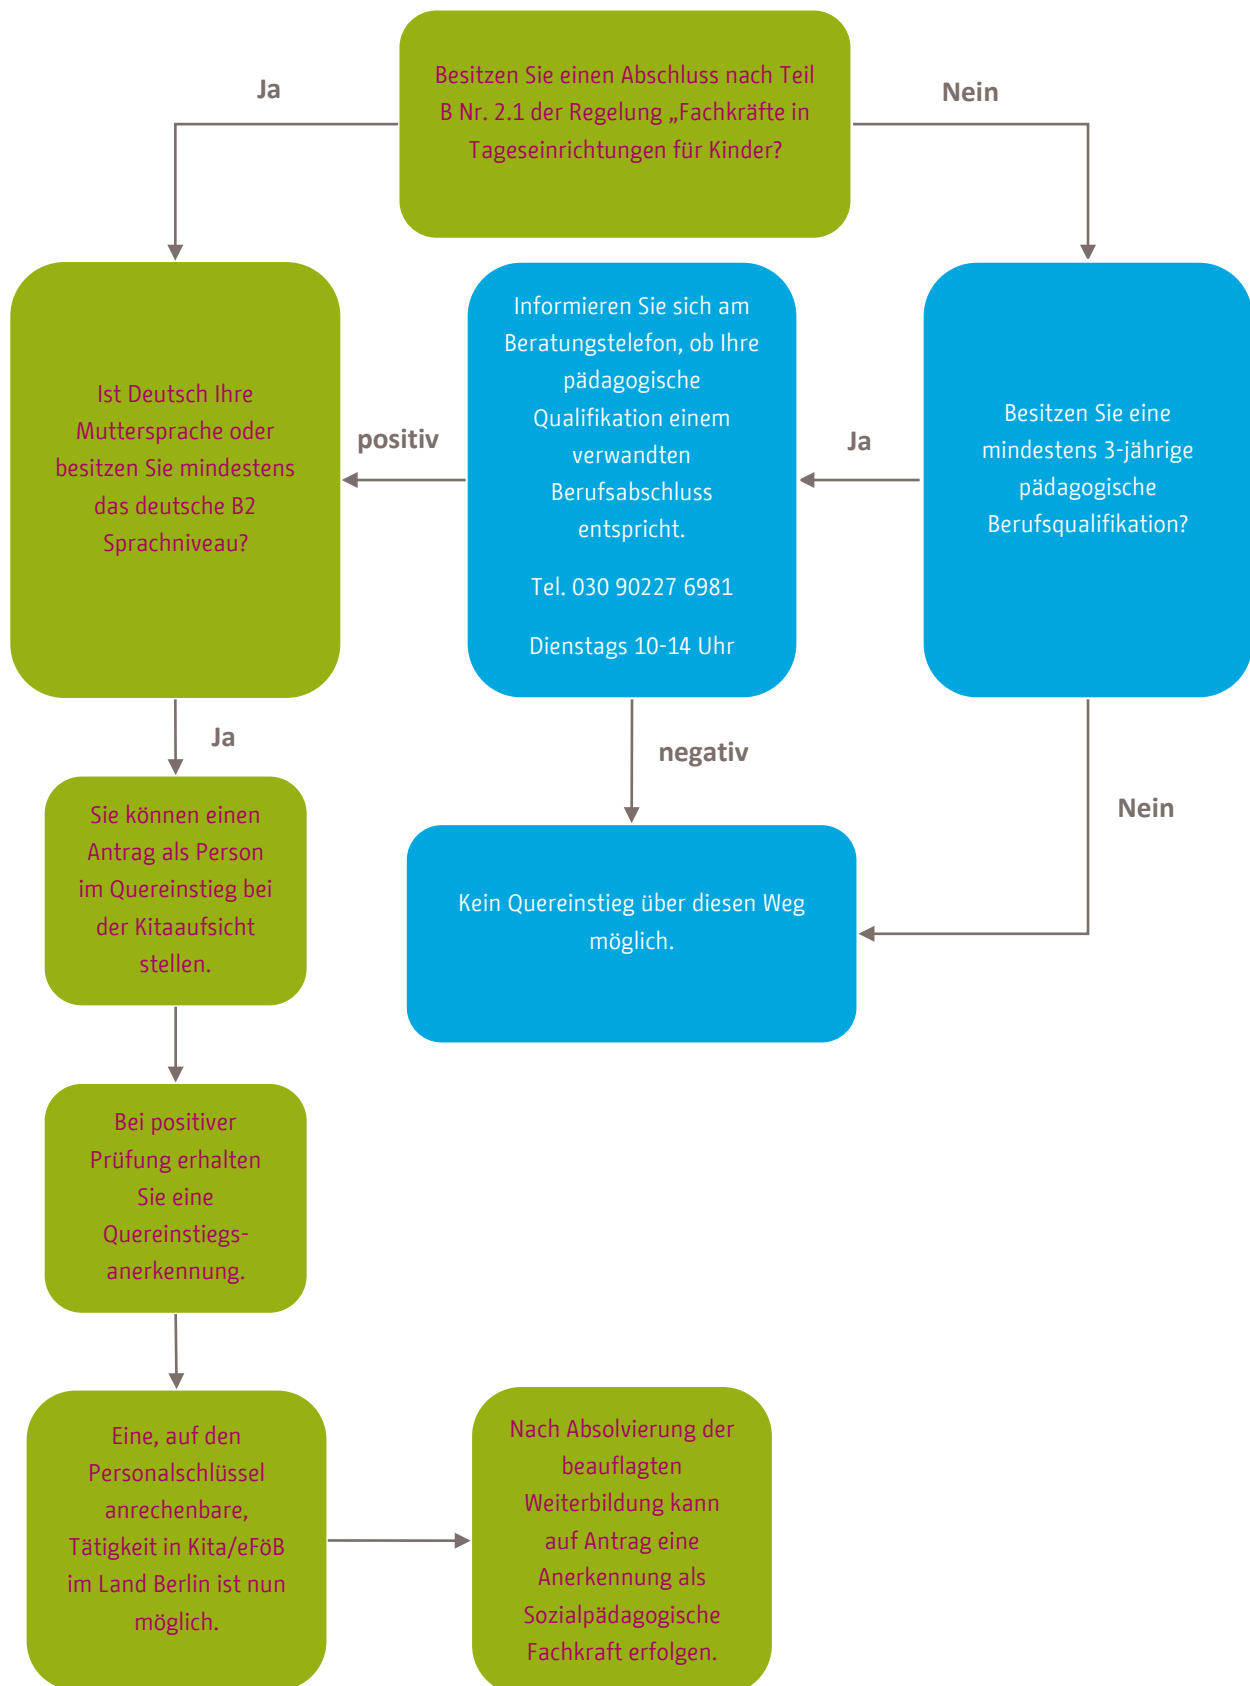 Besitzen Sie einen Abschluss nach Teil
B Nr. 2.1 der Regelung „Fachkräfte in
Tageseinrichtungen für Kinder?
Ja
Nein
Ist Deutsch Ihre
Muttersprache oder
besitzen Sie mindestens
das deutsche B2
Sprachniveau?
positiv
Informieren Sie sich am
Beratungstelefon, ob Ihre
pädagogische
Qualifikation einem
verwandten
Berufsabschluss
entspricht.
Tel. 030 90227 6981
Dienstags 10-14 Uhr
Ja
Besitzen Sie eine
mindestens 3-jährige
pädagogische
Berufsqualifikation?
Ja
negativ
Nein
Sie können einen
Antrag als Person
im Quereinstieg bei
der Kitaaufsicht
stellen.
Kein Quereinstieg über diesen Weg
möglich.
Bei positiver
Prüfung erhalten
Sie eine
Quereinstiegs-
anerkennung.
Eine, auf den
Personalschlüssel
anrechenbare,
Tätigkeit in Kita/eFöB
im Land Berlin ist nun
möglich.
Nach Absolvierung der
beauflagten
Weiterbildung kann
auf Antrag eine
Anerkennung als
Sozialpädagogische
Fachkraft erfolgen.